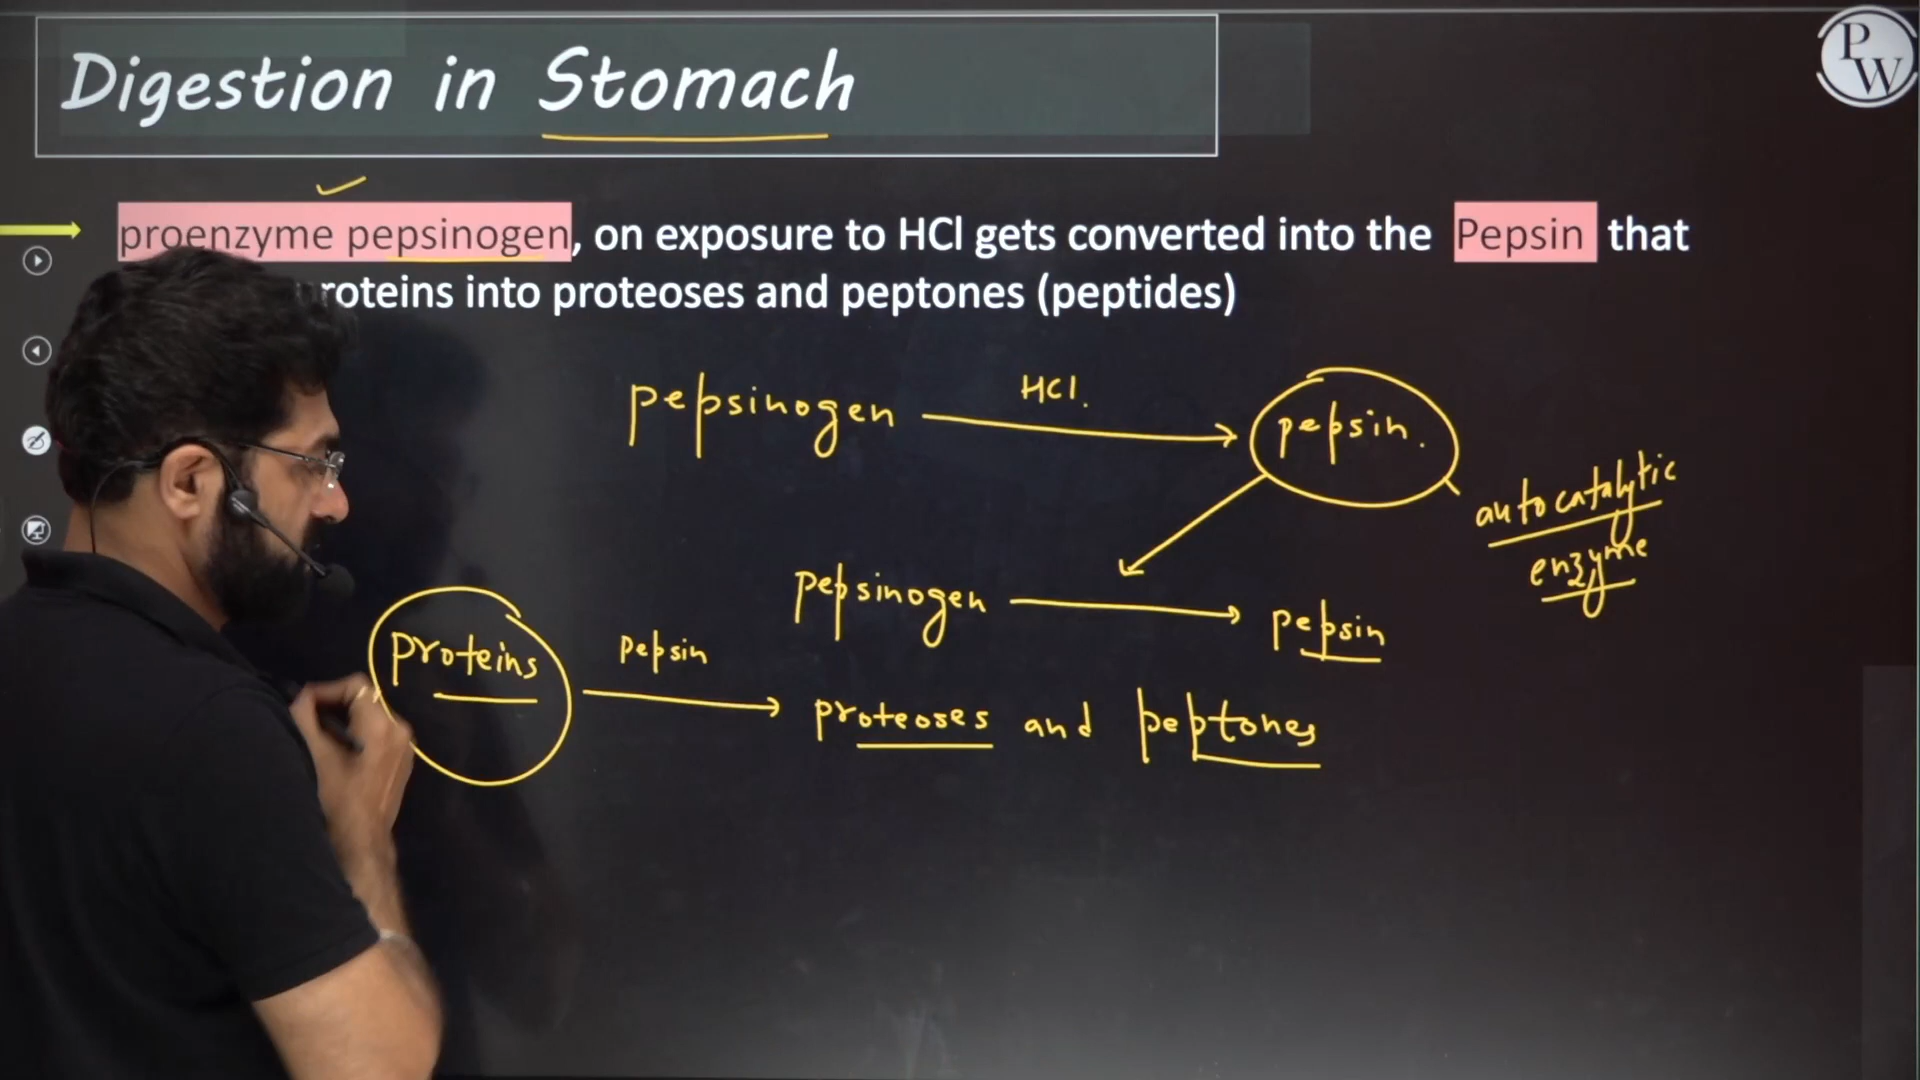 Digestion in Stomach
PW
proenzyme pepsinogen, on exposure to HCl gets converted into the Pepsin that
roteins into proteoses and peptones (peptides)
HCl.
pepsinogen pepsin.
autocatalytic
enzyme
pepsinogen pepsin
proteins pepsin
proteoses and peptones